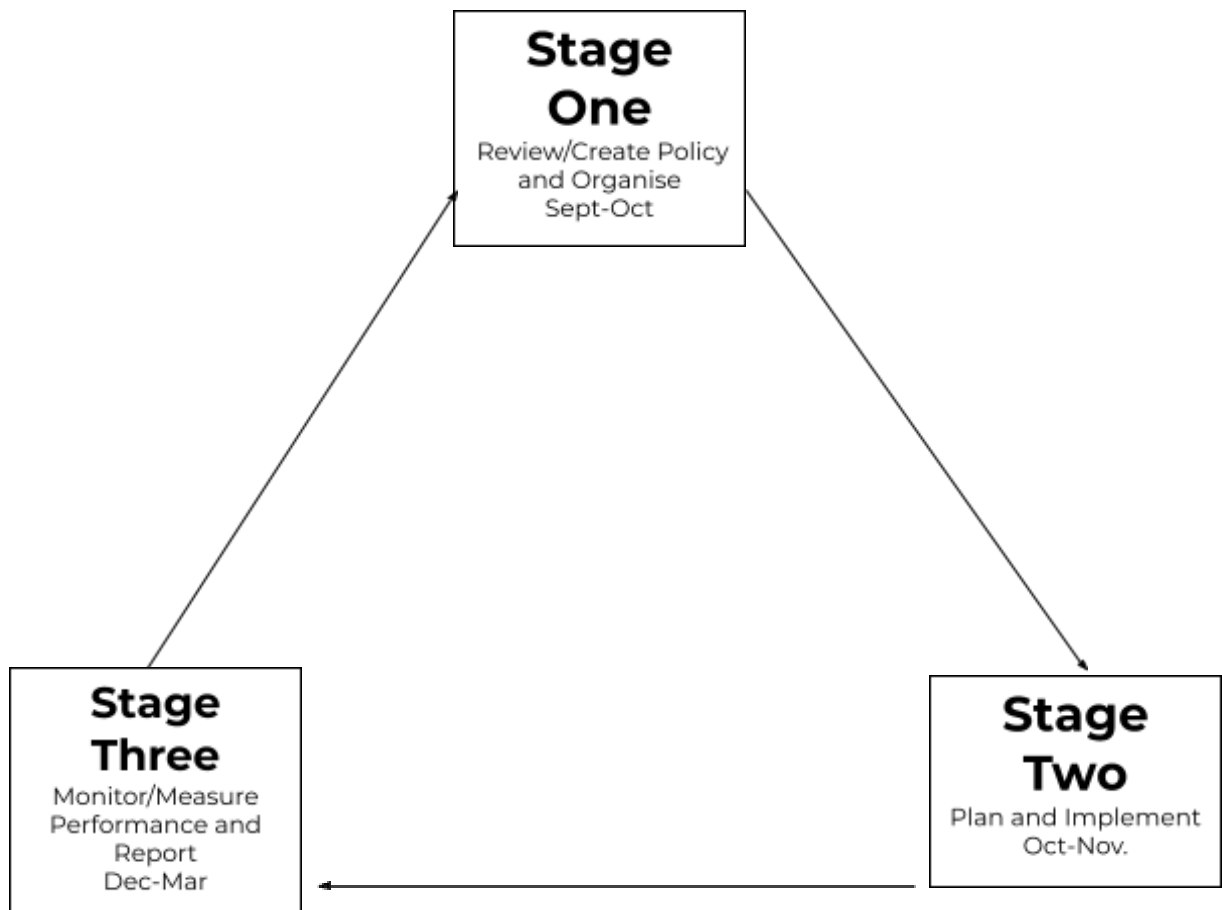 Stage
One
Review/Create Policy
and Organise
Sept-Oct
Stage
Three
Monitor/Measure
Performance and
Report
Dec-Mar
Stage
Two
Plan and Implement
Oct-Nov.